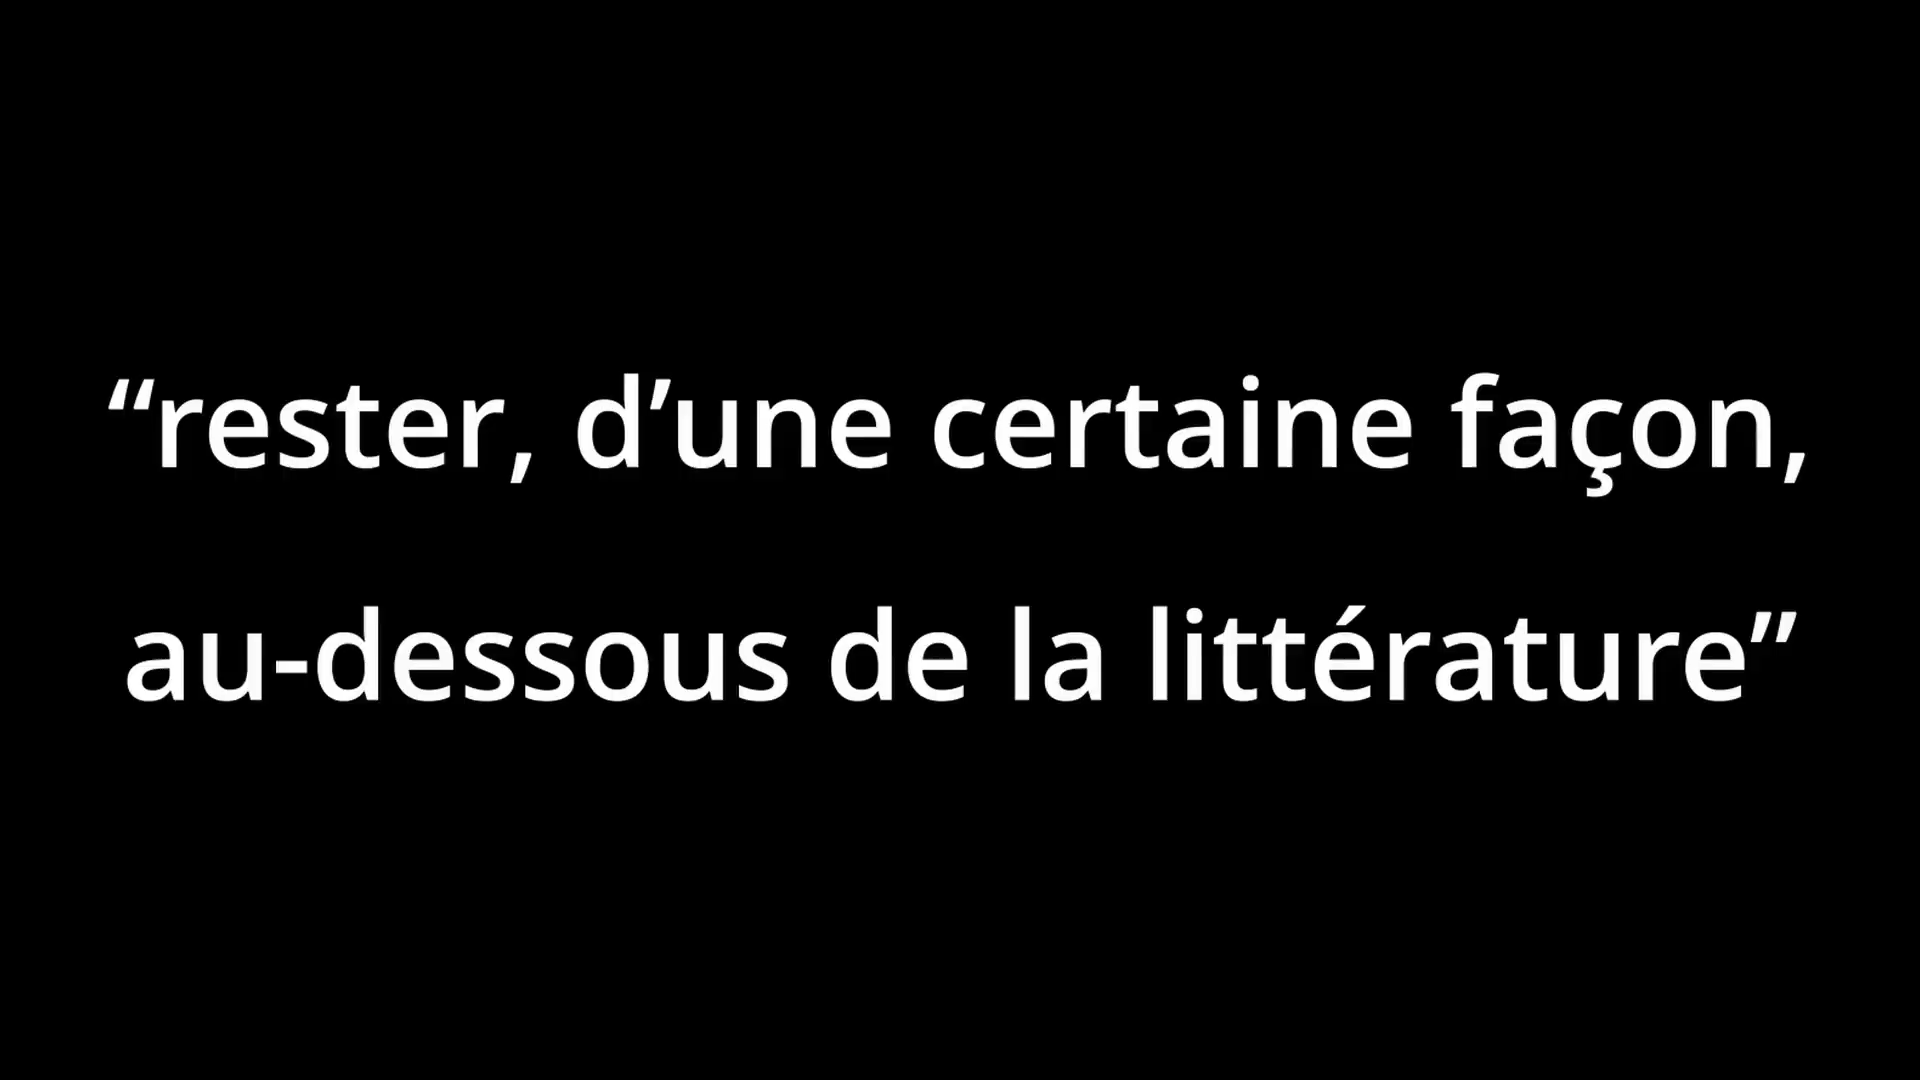 “rester, d’une certaine façon,
au-dessous de la littérature”